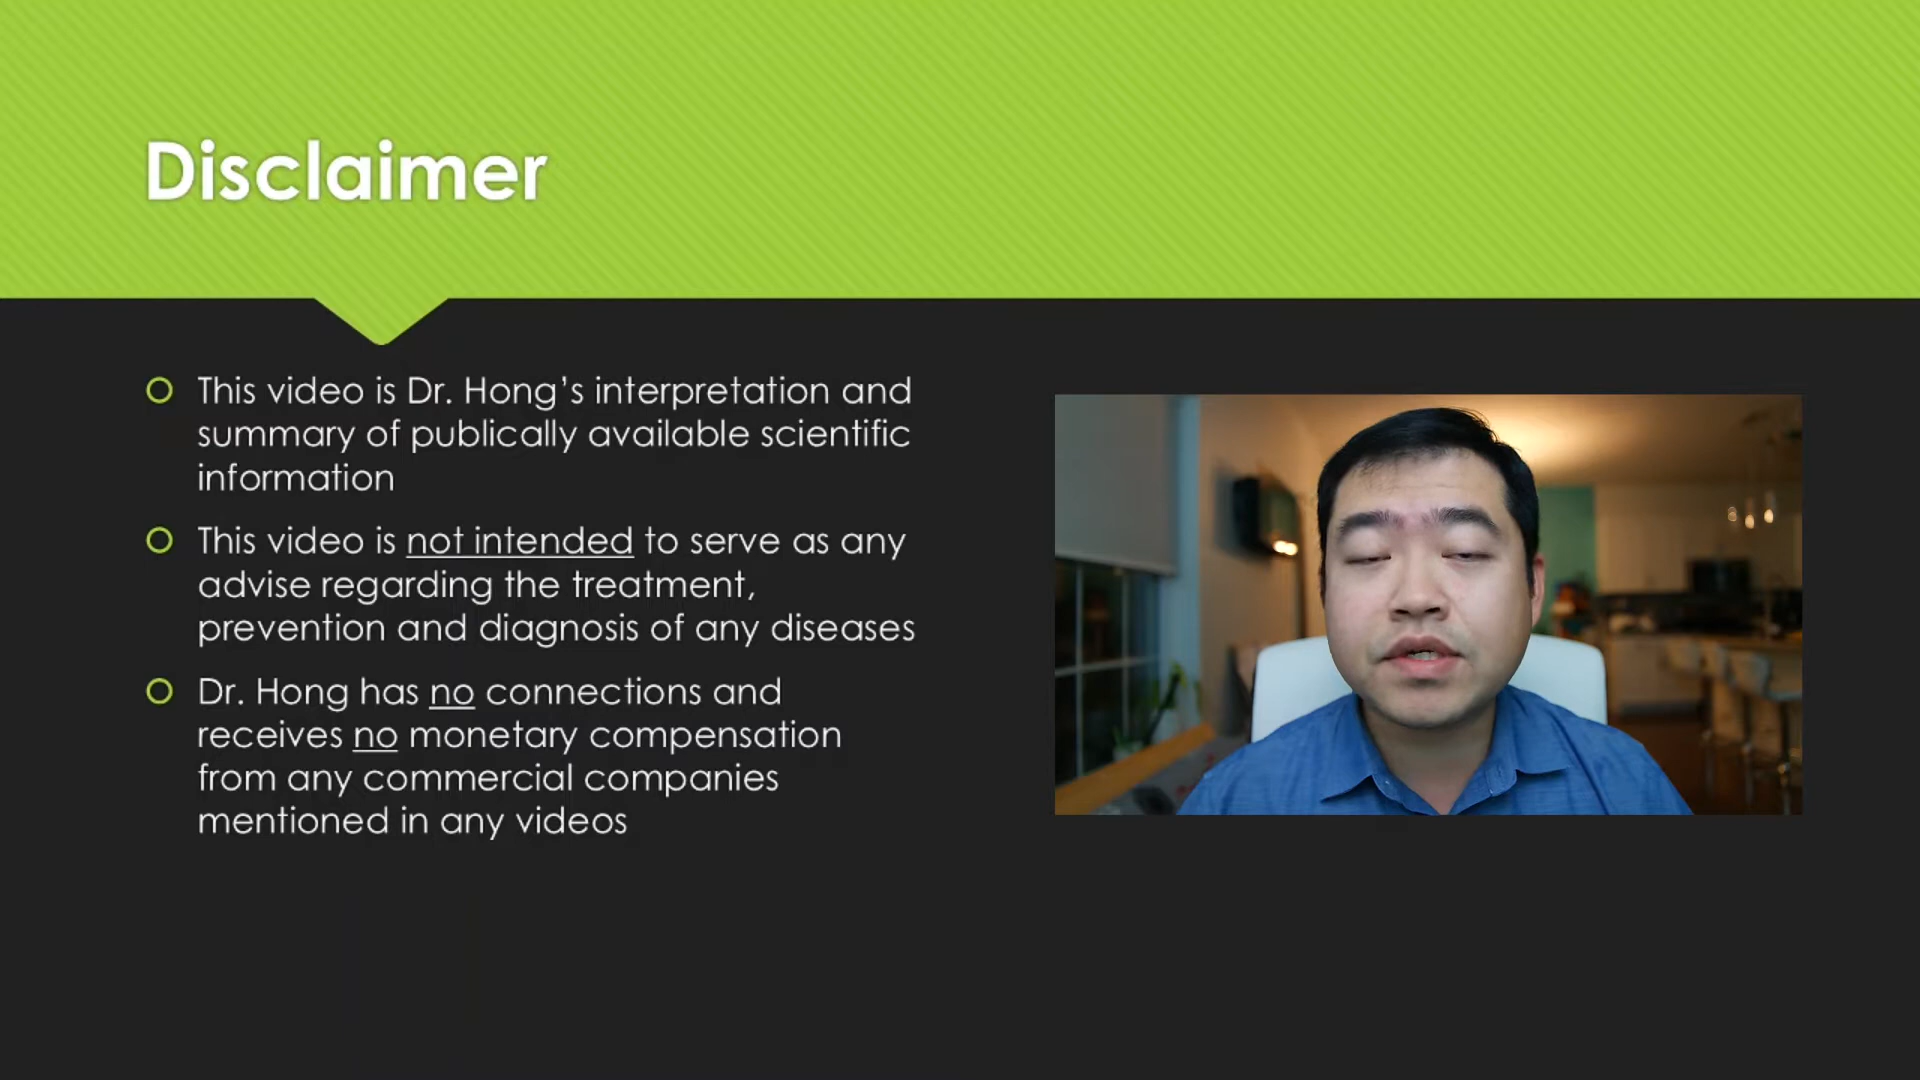 Disclaimer
This video is Dr. Hong’s interpretation and
summary of publically available scientific
information
This video is not intended to serve as any
advise regarding the treatment,
prevention and diagnosis of any diseases
Dr. Hong has no connections and
receives no monetary compensation
from any commercial companies
mentioned in any videos